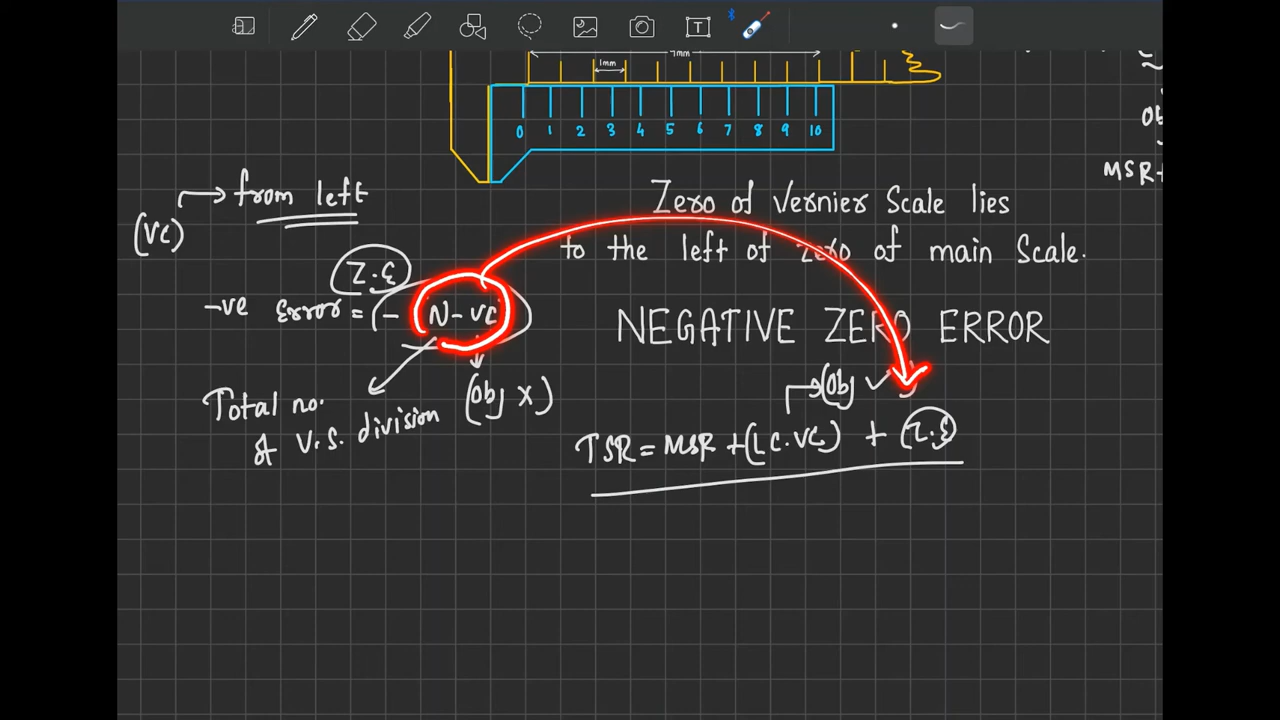 9mm
1mm
0 1 2 3 4 5 6 7 8 9 10
Ob
MSR+
(VC) → from left
Zero of Vernier Scale lies
to the left of zero of main Scale.
Z.E
-ve Error = (- N - VC)
NEGATIVE ZERO ERROR
Total no.
of V.S. division
(Obj X)
(Obj ✓)
TSR = MSR + (LC.VC) + (Z.E)